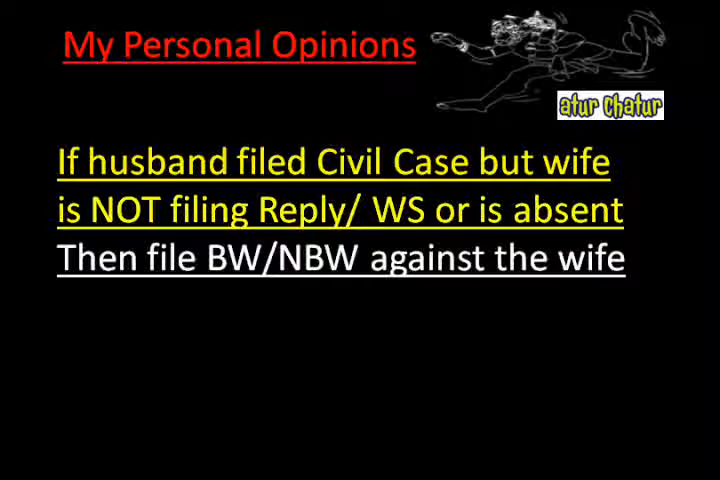 My Personal Opinions
atur chatur
If husband filed Civil Case but wife
is NOT filing Reply/ WS or is absent
Then file BW/NBW against the wife